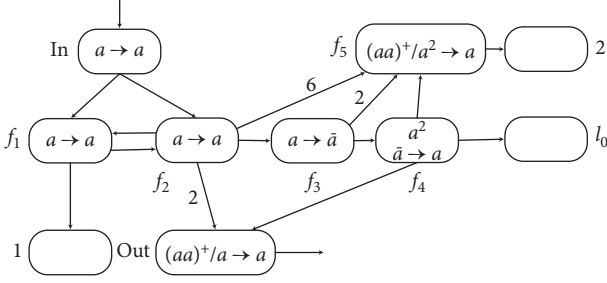 In a → a
f₅ (aa)⁺/a² → a 2
6
2
f₁ a → a a → a a → ā a²
ā → a l₀
f₂ f₃ f₄
2
1 Out (aa)⁺/a → a